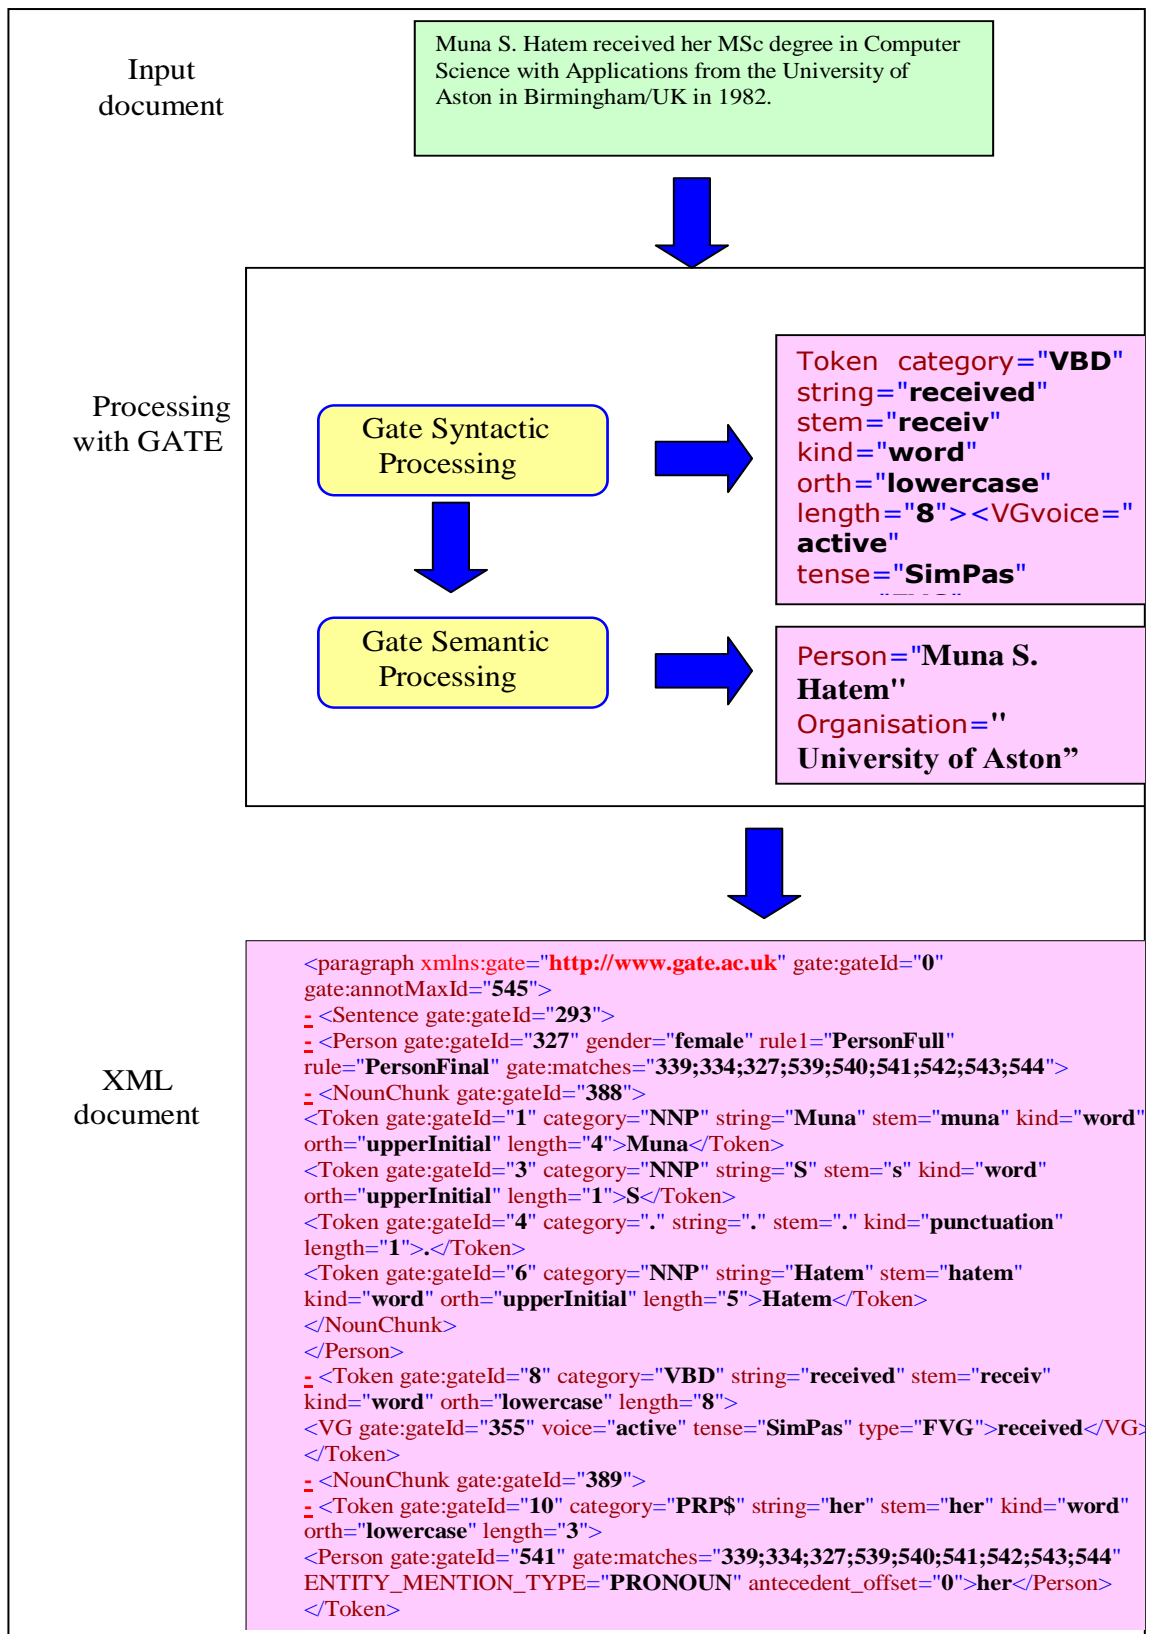 Input
document
Muna S. Hatem received her MSc degree in Computer
Science with Applications from the University of
Aston in Birmingham/UK in 1982.
Processing
with GATE
Gate Syntactic
Processing
Token category="VBD"
string="received"
stem="receiv"
kind="word"
orth="lowercase"
length="8"><VGvoice="
active"
tense="SimPas"
Gate Semantic
Processing
Person="Muna S.
Hatem"
Organisation="
University of Aston”
XML
document
<paragraph xmlns:gate="http://www.gate.ac.uk" gate:gateId="0"
gate:annotMaxId="545">
- <Sentence gate:gateId="293">
- <Person gate:gateId="327" gender="female" rule1="PersonFull"
rule="PersonFinal" gate:matches="339;334;327;539;540;541;542;543;544">
- <NounChunk gate:gateId="388">
<Token gate:gateId="1" category="NNP" string="Muna" stem="muna" kind="word"
orth="upperInitial" length="4">Muna</Token>
<Token gate:gateId="3" category="NNP" string="S" stem="s" kind="word"
orth="upperInitial" length="1">S</Token>
<Token gate:gateId="4" category="." string="." stem="." kind="punctuation"
length="1">.</Token>
<Token gate:gateId="6" category="NNP" string="Hatem" stem="hatem"
kind="word" orth="upperInitial" length="5">Hatem</Token>
</NounChunk>
</Person>
- <Token gate:gateId="8" category="VBD" string="received" stem="receiv"
kind="word" orth="lowercase" length="8">
<VG gate:gateId="355" voice="active" tense="SimPas" type="FVG">received</VG>
</Token>
- <NounChunk gate:gateId="389">
- <Token gate:gateId="10" category="PRP$" string="her" stem="her" kind="word"
orth="lowercase" length="3">
<Person gate:gateId="541" gate:matches="339;334;327;539;540;541;542;543;544"
ENTITY_MENTION_TYPE="PRONOUN" antecedent_offset="0">her</Person>
</Token>